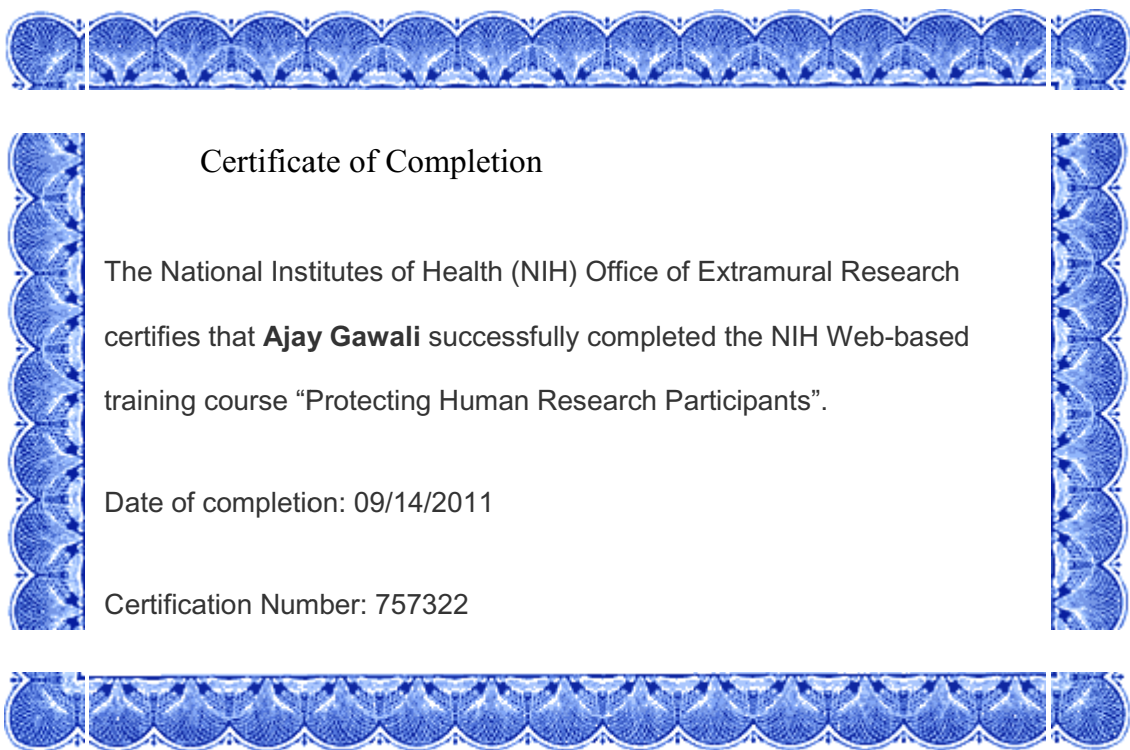 Certificate of Completion
The National Institutes of Health (NIH) Office of Extramural Research
certifies that Ajay Gawali successfully completed the NIH Web-based
training course “Protecting Human Research Participants”.
Date of completion: 09/14/2011
Certification Number: 757322